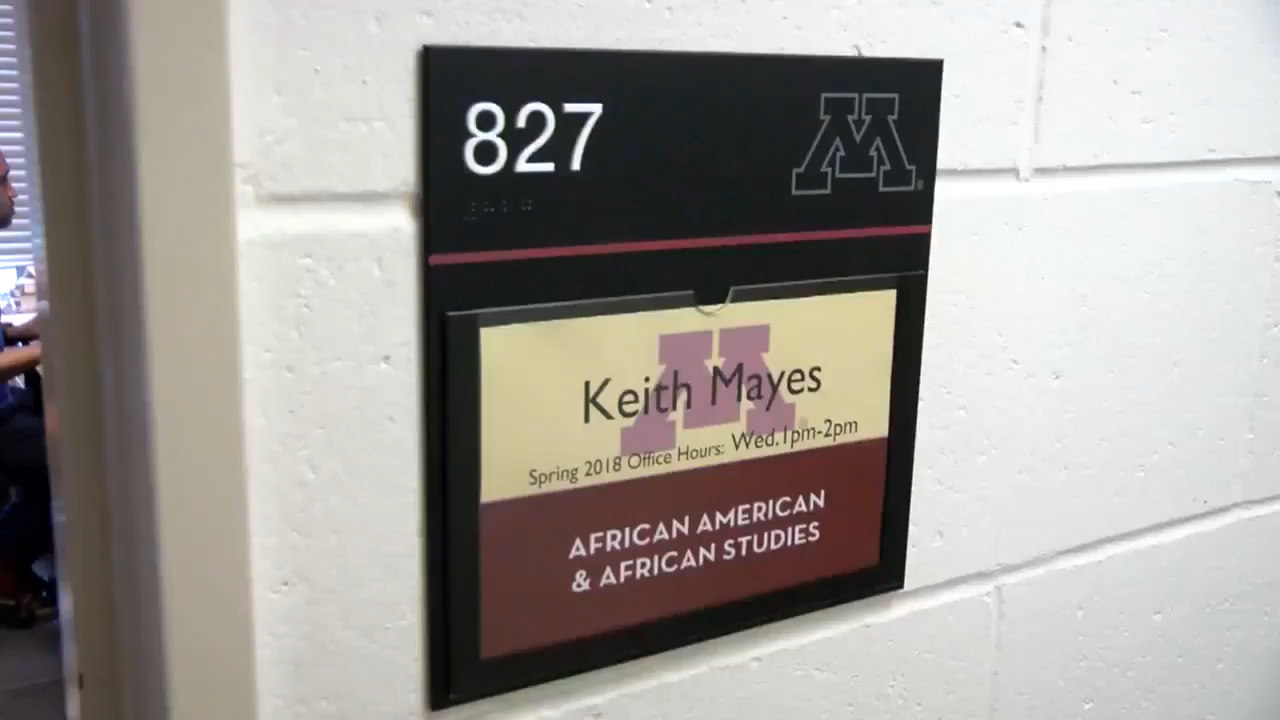 827
M
Keith Mayes
Spring 2018 Office Hours: Wed. 1pm-2pm
AFRICAN AMERICAN
& AFRICAN STUDIES